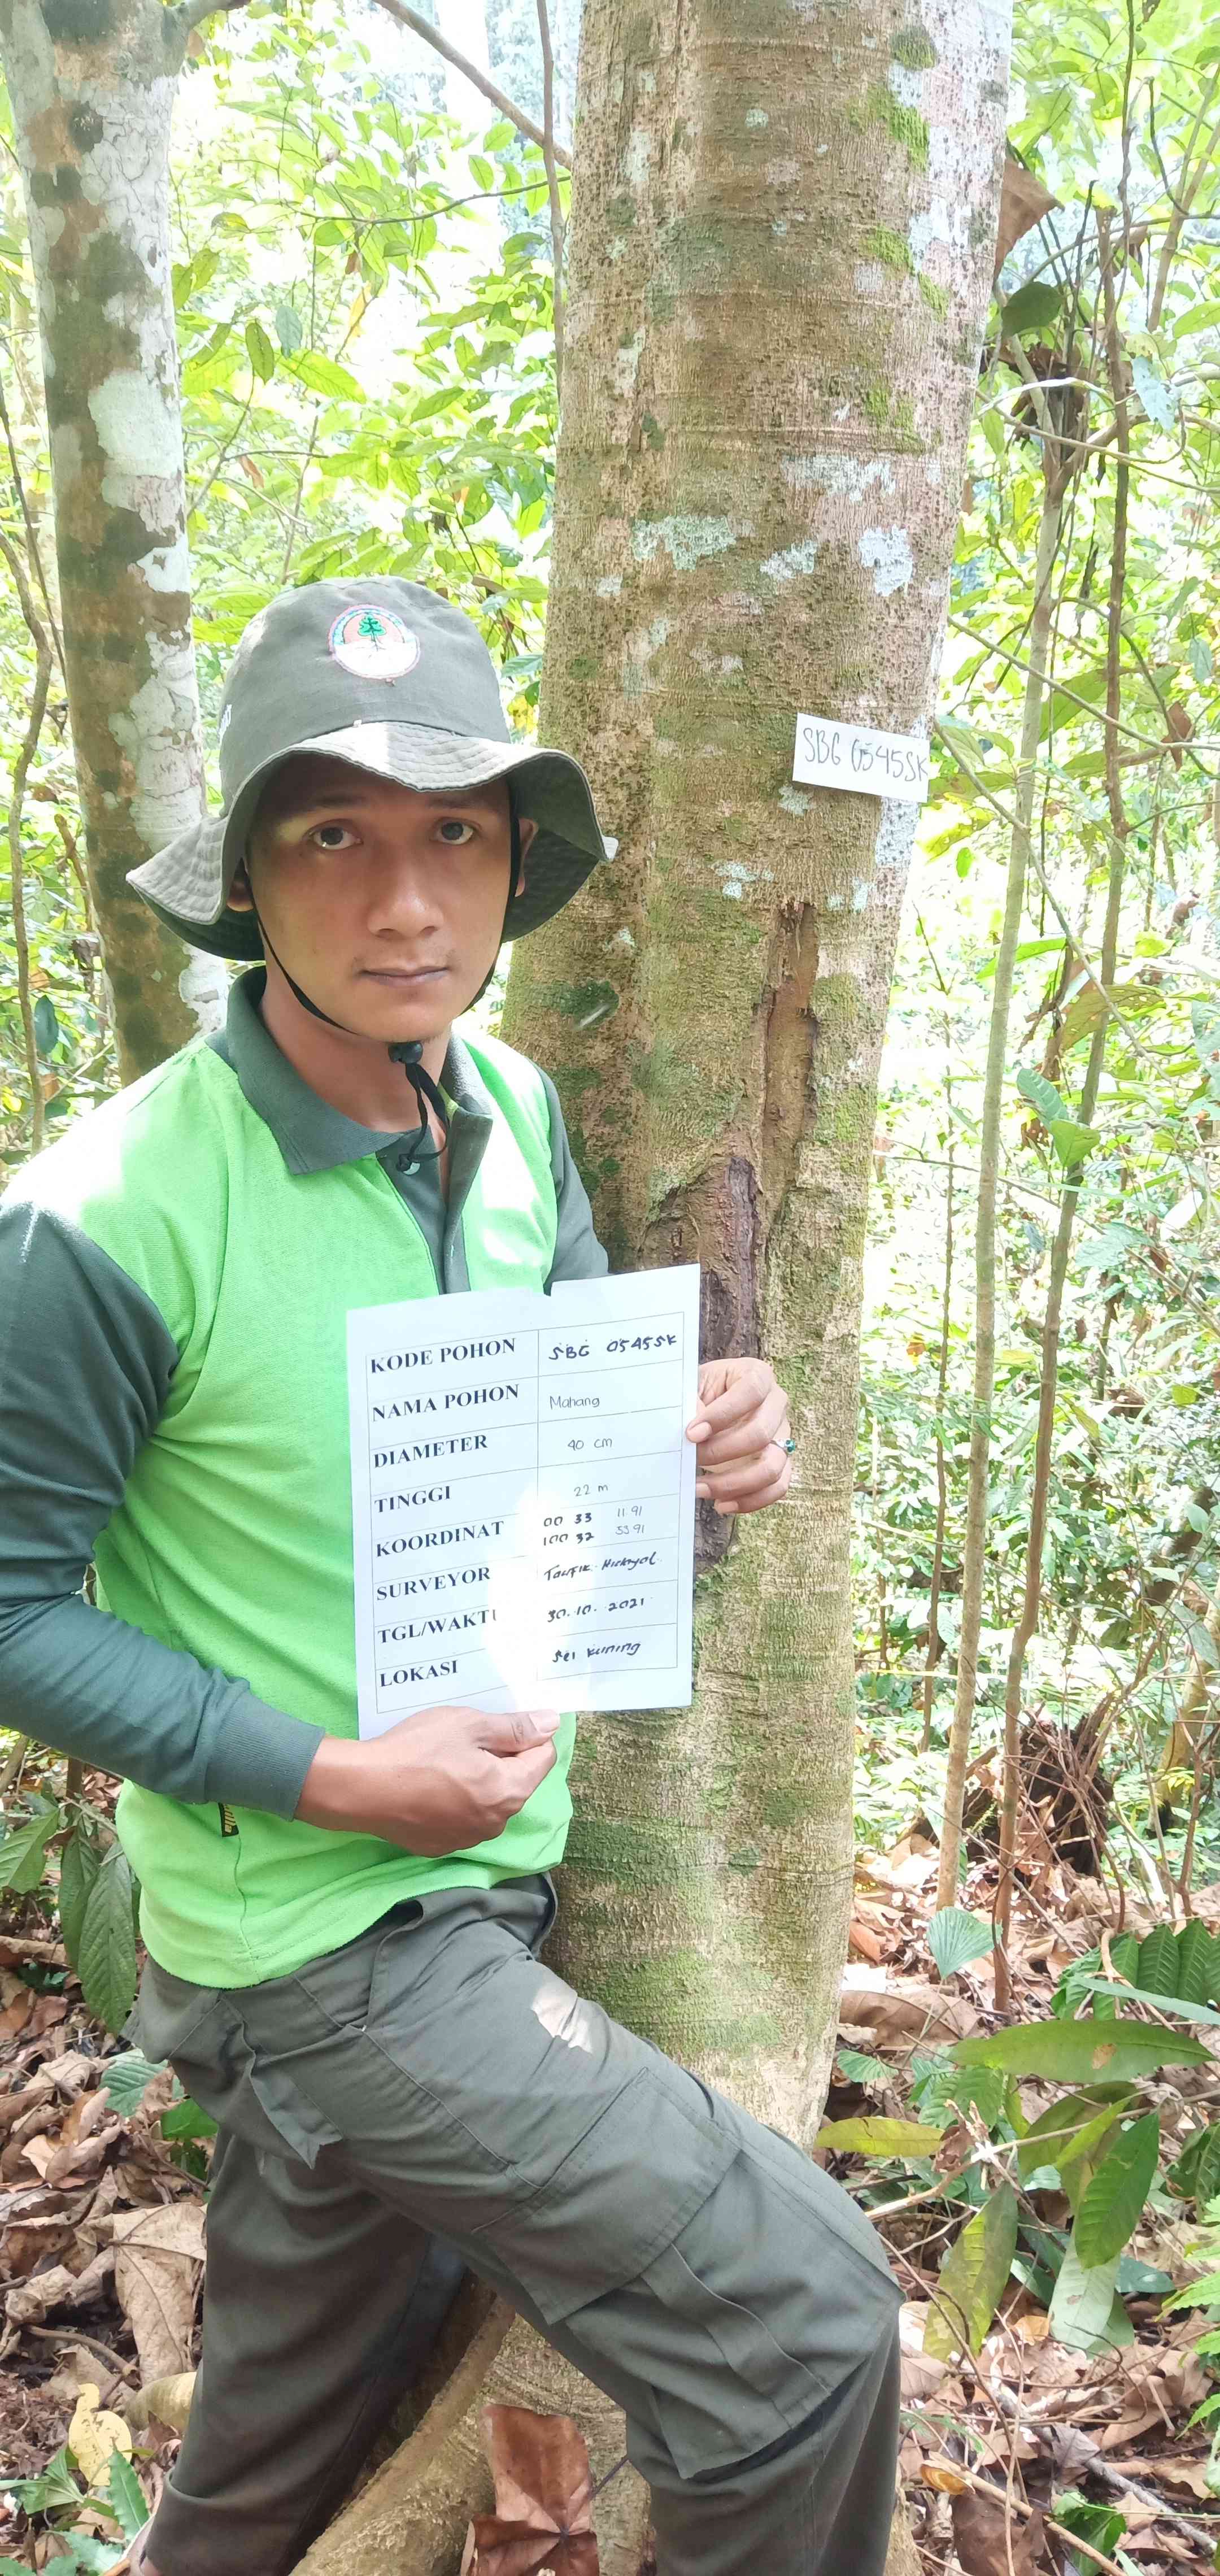 SBG 0545SK
KODE POHON SBG 0545SK
NAMA POHON Mahang
DIAMETER 40 cm
TINGGI 22 m
KOORDINAT 00 33 11.91
100 32 33.91
SURVEYOR Taufik Hidayat
TGL/WAKTU 30.10.2021
LOKASI Sei Kuning